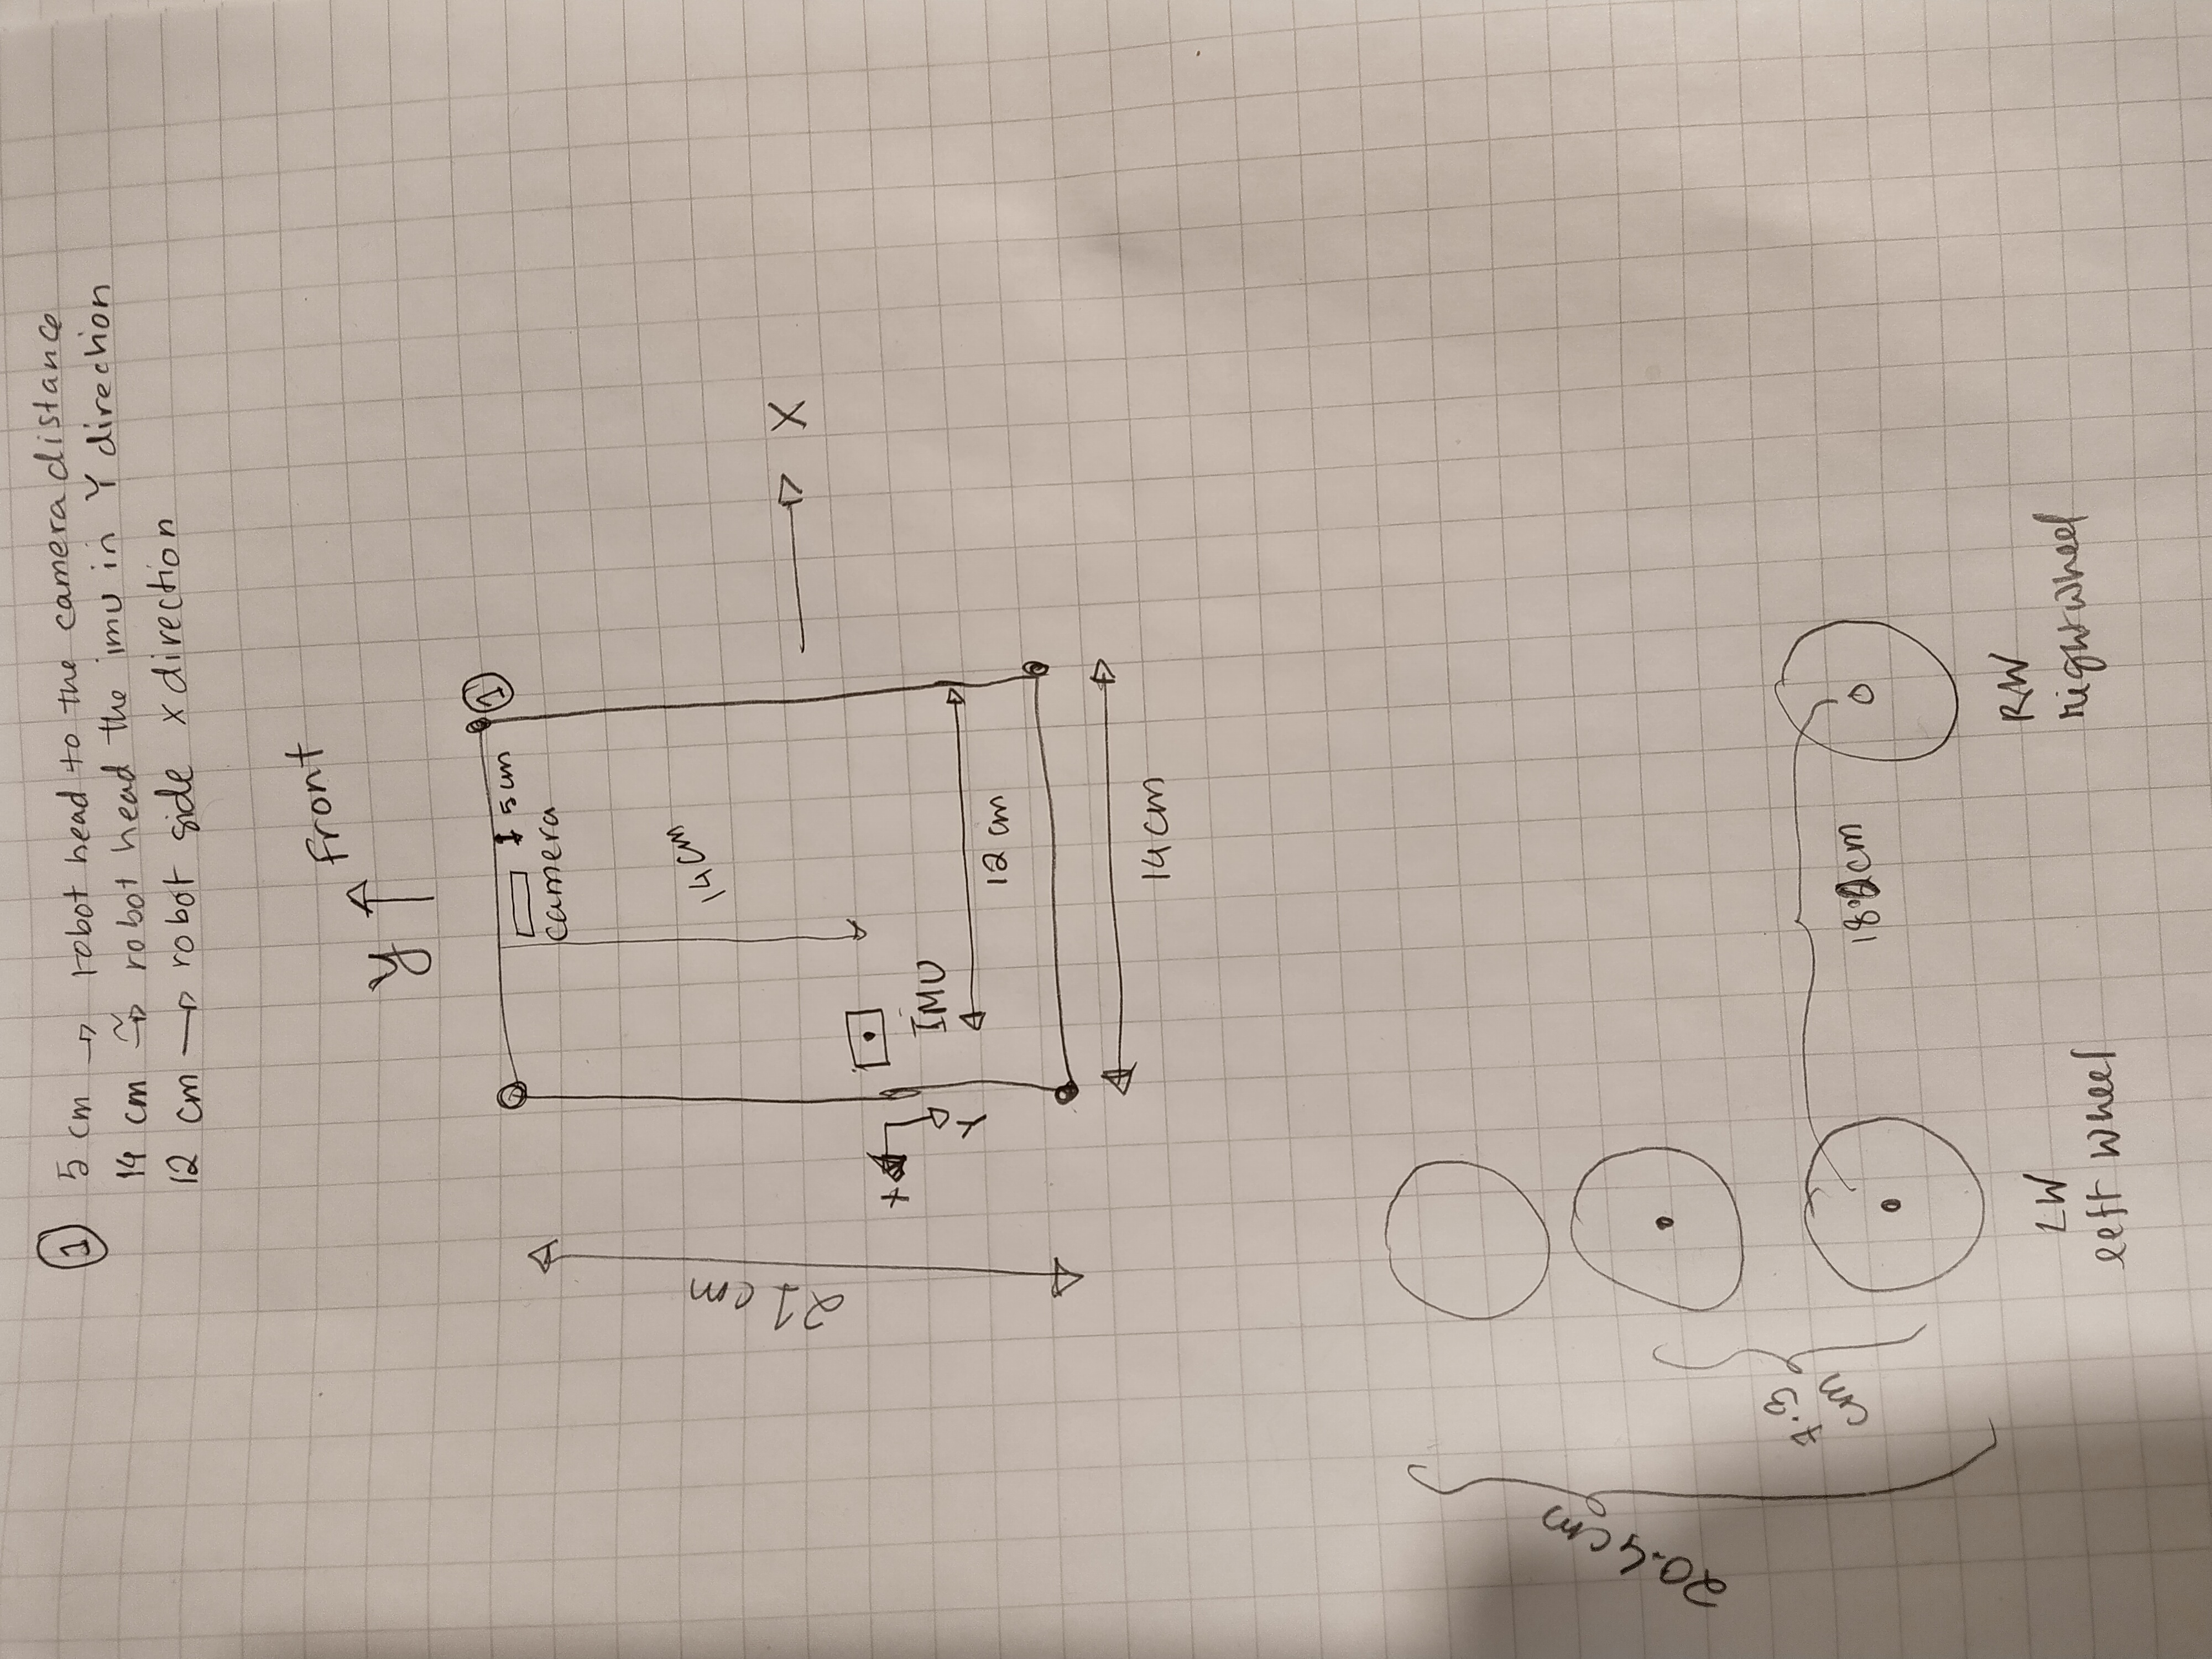 ① 5 cm → robot head to the camera distance
14 cm ≃> robot head the imu in Y direction
12 cm → robot side x direction
Front
y
①
5 cm
camera
21 cm
14 cm
X
X
IMU
Y
12 cm
14 cm
20.4 cm
7.3
cm
cm
LW
left wheel
RW
right wheel